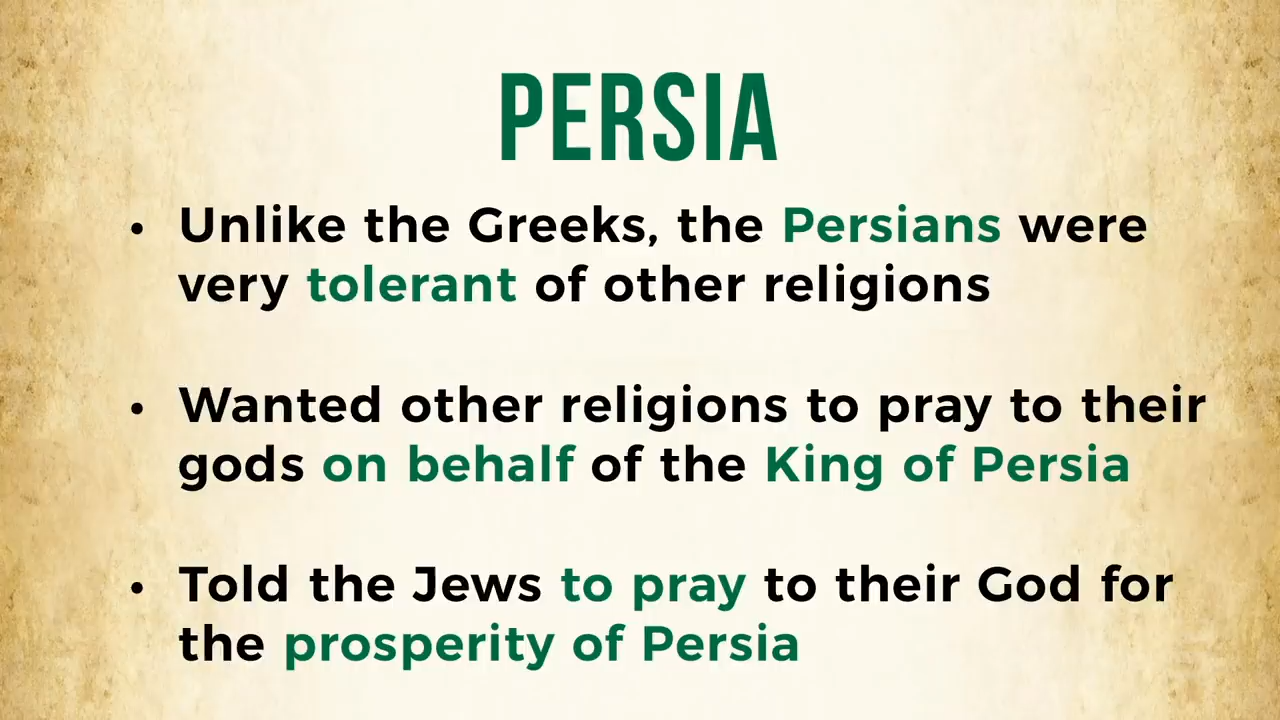 PERSIA
• Unlike the Greeks, the Persians were
very tolerant of other religions
• Wanted other religions to pray to their
gods on behalf of the King of Persia
• Told the Jews to pray to their God for
the prosperity of Persia